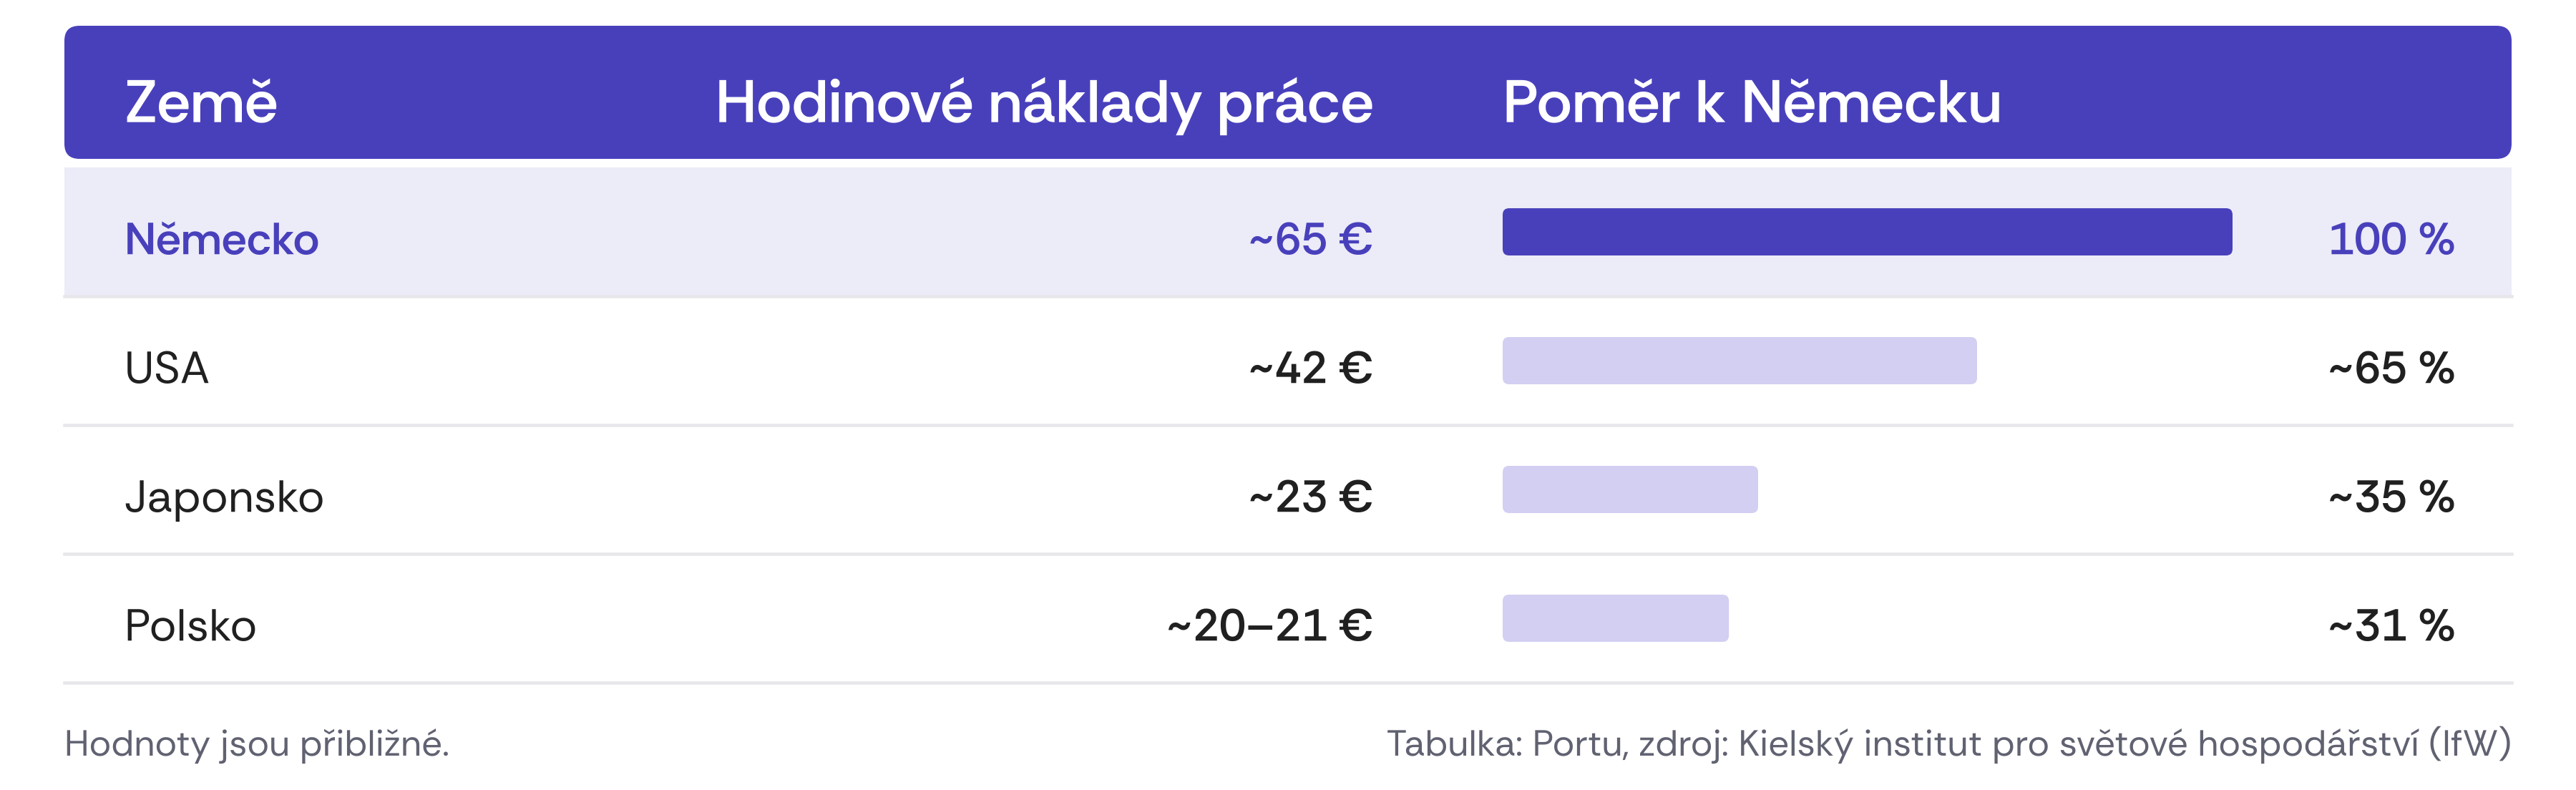 Země Hodinové náklady práce Poměr k Německu
Německo ~65 € 100 %
USA ~42 € ~65 %
Japonsko ~23 € ~35 %
Polsko ~20–21 € ~31 %
Hodnoty jsou přibližné. Tabulka: Portu, zdroj: Kielský institut pro světové hospodářství (IfW)